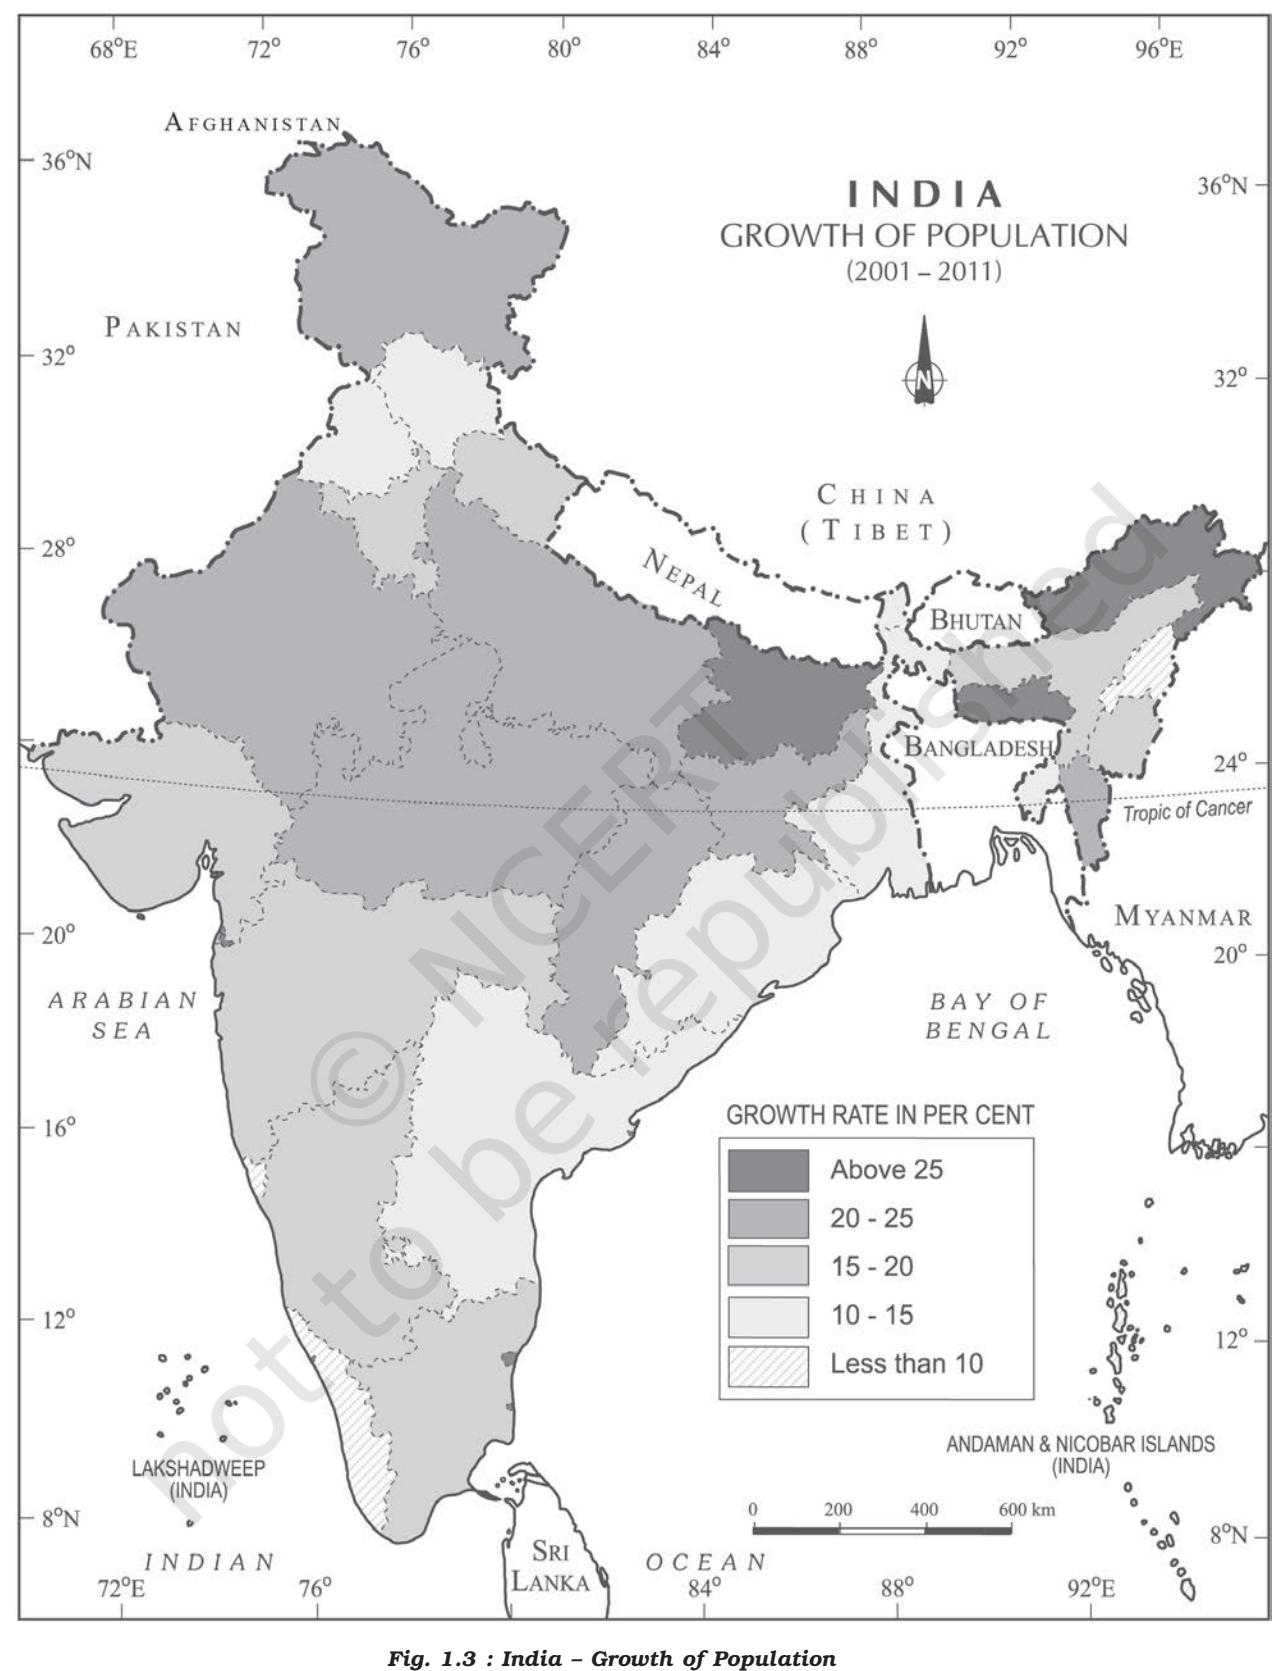 68°E 72° 76° 80° 84° 88° 92° 96°E
AFGHANISTAN
36°N
36°N
INDIA
GROWTH OF POPULATION
(2001 – 2011)
PAKISTAN
N
32°
32°
CHINA
(TIBET)
28°
NEPAL
BHUTAN
BANGLADESH
24°
Tropic of Cancer
MYANMAR
20°
20°
ARABIAN
SEA
BAY OF
BENGAL
© NCERT
not to be republished
16°
GROWTH RATE IN PER CENT
Above 25
20 - 25
15 - 20
10 - 15
Less than 10
12°
12°
LAKSHADWEEP
(INDIA)
ANDAMAN & NICOBAR ISLANDS
(INDIA)
0 200 400 600 km
8°N
8°N
INDIAN
OCEAN
SRI
LANKA
72°E 76° 84° 88° 92°E
Fig. 1.3 : India – Growth of Population